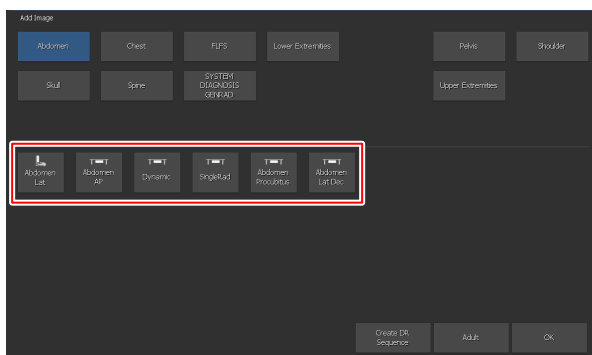 Add Image
Abdomen
Chest
FLFS
Lower Extremities
Pelvis
Shoulder
Skull
Spine
SYSTEM
DIAGNOSIS
GENRAD
Upper Extremities
Abdomen
Lat
Abdomen
AP
Dynamic
SingleRad
Abdomen
Procubitus
Abdomen
Lat Dec
Create DR
Sequence
Adult
OK